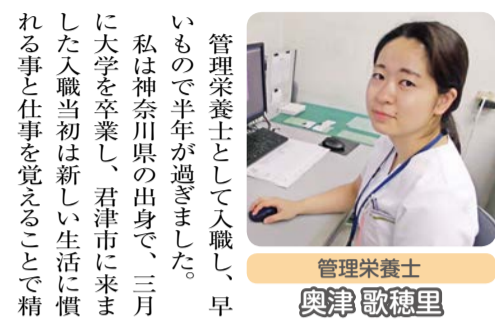 管理栄養士として入職し、早
いもので半年が過ぎました。
私は神奈川県の出身で、三月
に大学を卒業し、君津市に来ま
した入職当初は新しい生活に慣
れる事と仕事を覚えることで精
管理栄養士
奥津 歌穂里